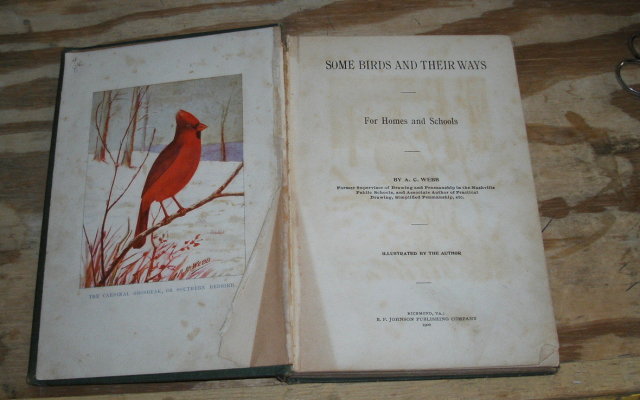 A. C. WEBB
THE CARDINAL GROSBEAK, OR SOUTHERN REDBIRD.
SOME BIRDS AND THEIR WAYS
For Homes and Schools
BY A. C. WEBB
Former Supervisor of Drawing and Penmanship in the Nashville
Public Schools, and Associate Author of Practical
Drawing, Simplified Penmanship, etc.
ILLUSTRATED BY THE AUTHOR
RICHMOND, VA.:
B. F. JOHNSON PUBLISHING COMPANY